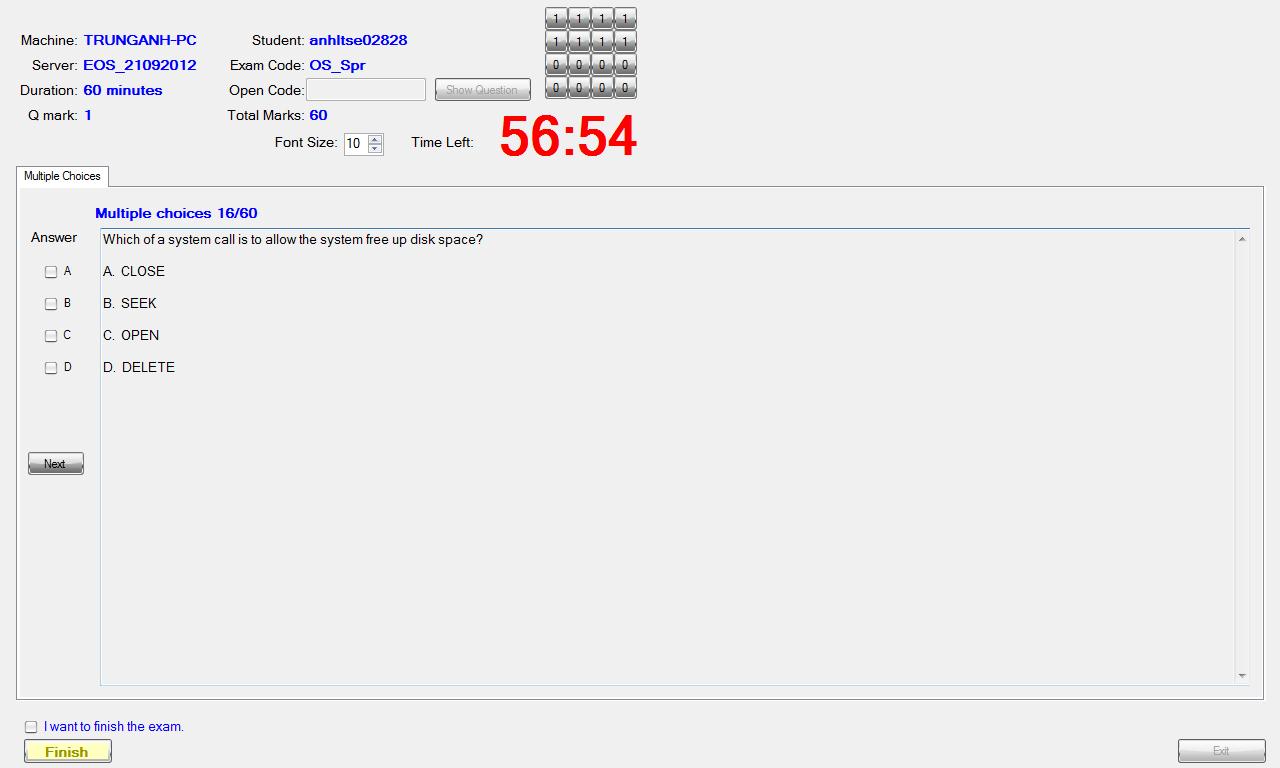 1 1 1 1
Machine: TRUNGANH-PC Student: anhltse02828 1 1 1 1
Server: EOS_21092012 Exam Code: OS_Spr 0 0 0 0
Duration: 60 minutes Open Code: Show Question 0 0 0 0
Q mark: 1 Total Marks: 60
Font Size: 10 Time Left: 56:54
Multiple Choices
Multiple choices 16/60
Answer Which of a system call is to allow the system free up disk space?
A A. CLOSE
B B. SEEK
C C. OPEN
D D. DELETE
Next
I want to finish the exam.
Finish Exit